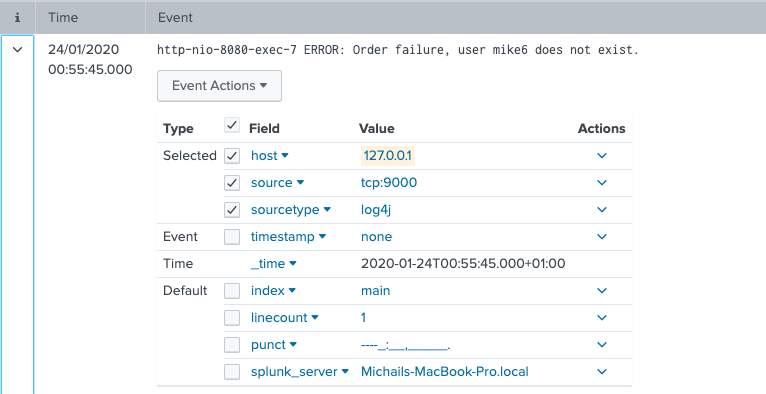 i Time Event
24/01/2020 http-nio-8080-exec-7 ERROR: Order failure, user mike6 does not exist.
00:55:45.000
Event Actions
Type Field Value Actions
Selected host 127.0.0.1
source tcp:9000
sourcetype log4j
Event timestamp none
Time _time 2020-01-24T00:55:45.000+01:00
Default index main
linecount 1
punct ----_:__,_____.
splunk_server Michails-MacBook-Pro.local